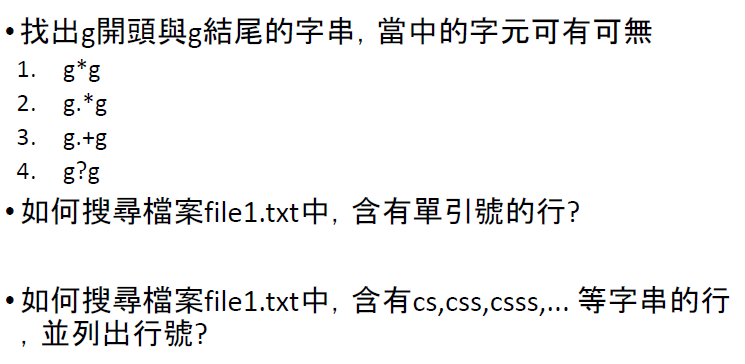 •找出g開頭與g結尾的字串，當中的字元可有可無
1. g*g
2. g.*g
3. g.+g
4. g?g
•如何搜尋檔案file1.txt中，含有單引號的行?
•如何搜尋檔案file1.txt中，含有cs,css,csss,... 等字串的行
，並列出行號?